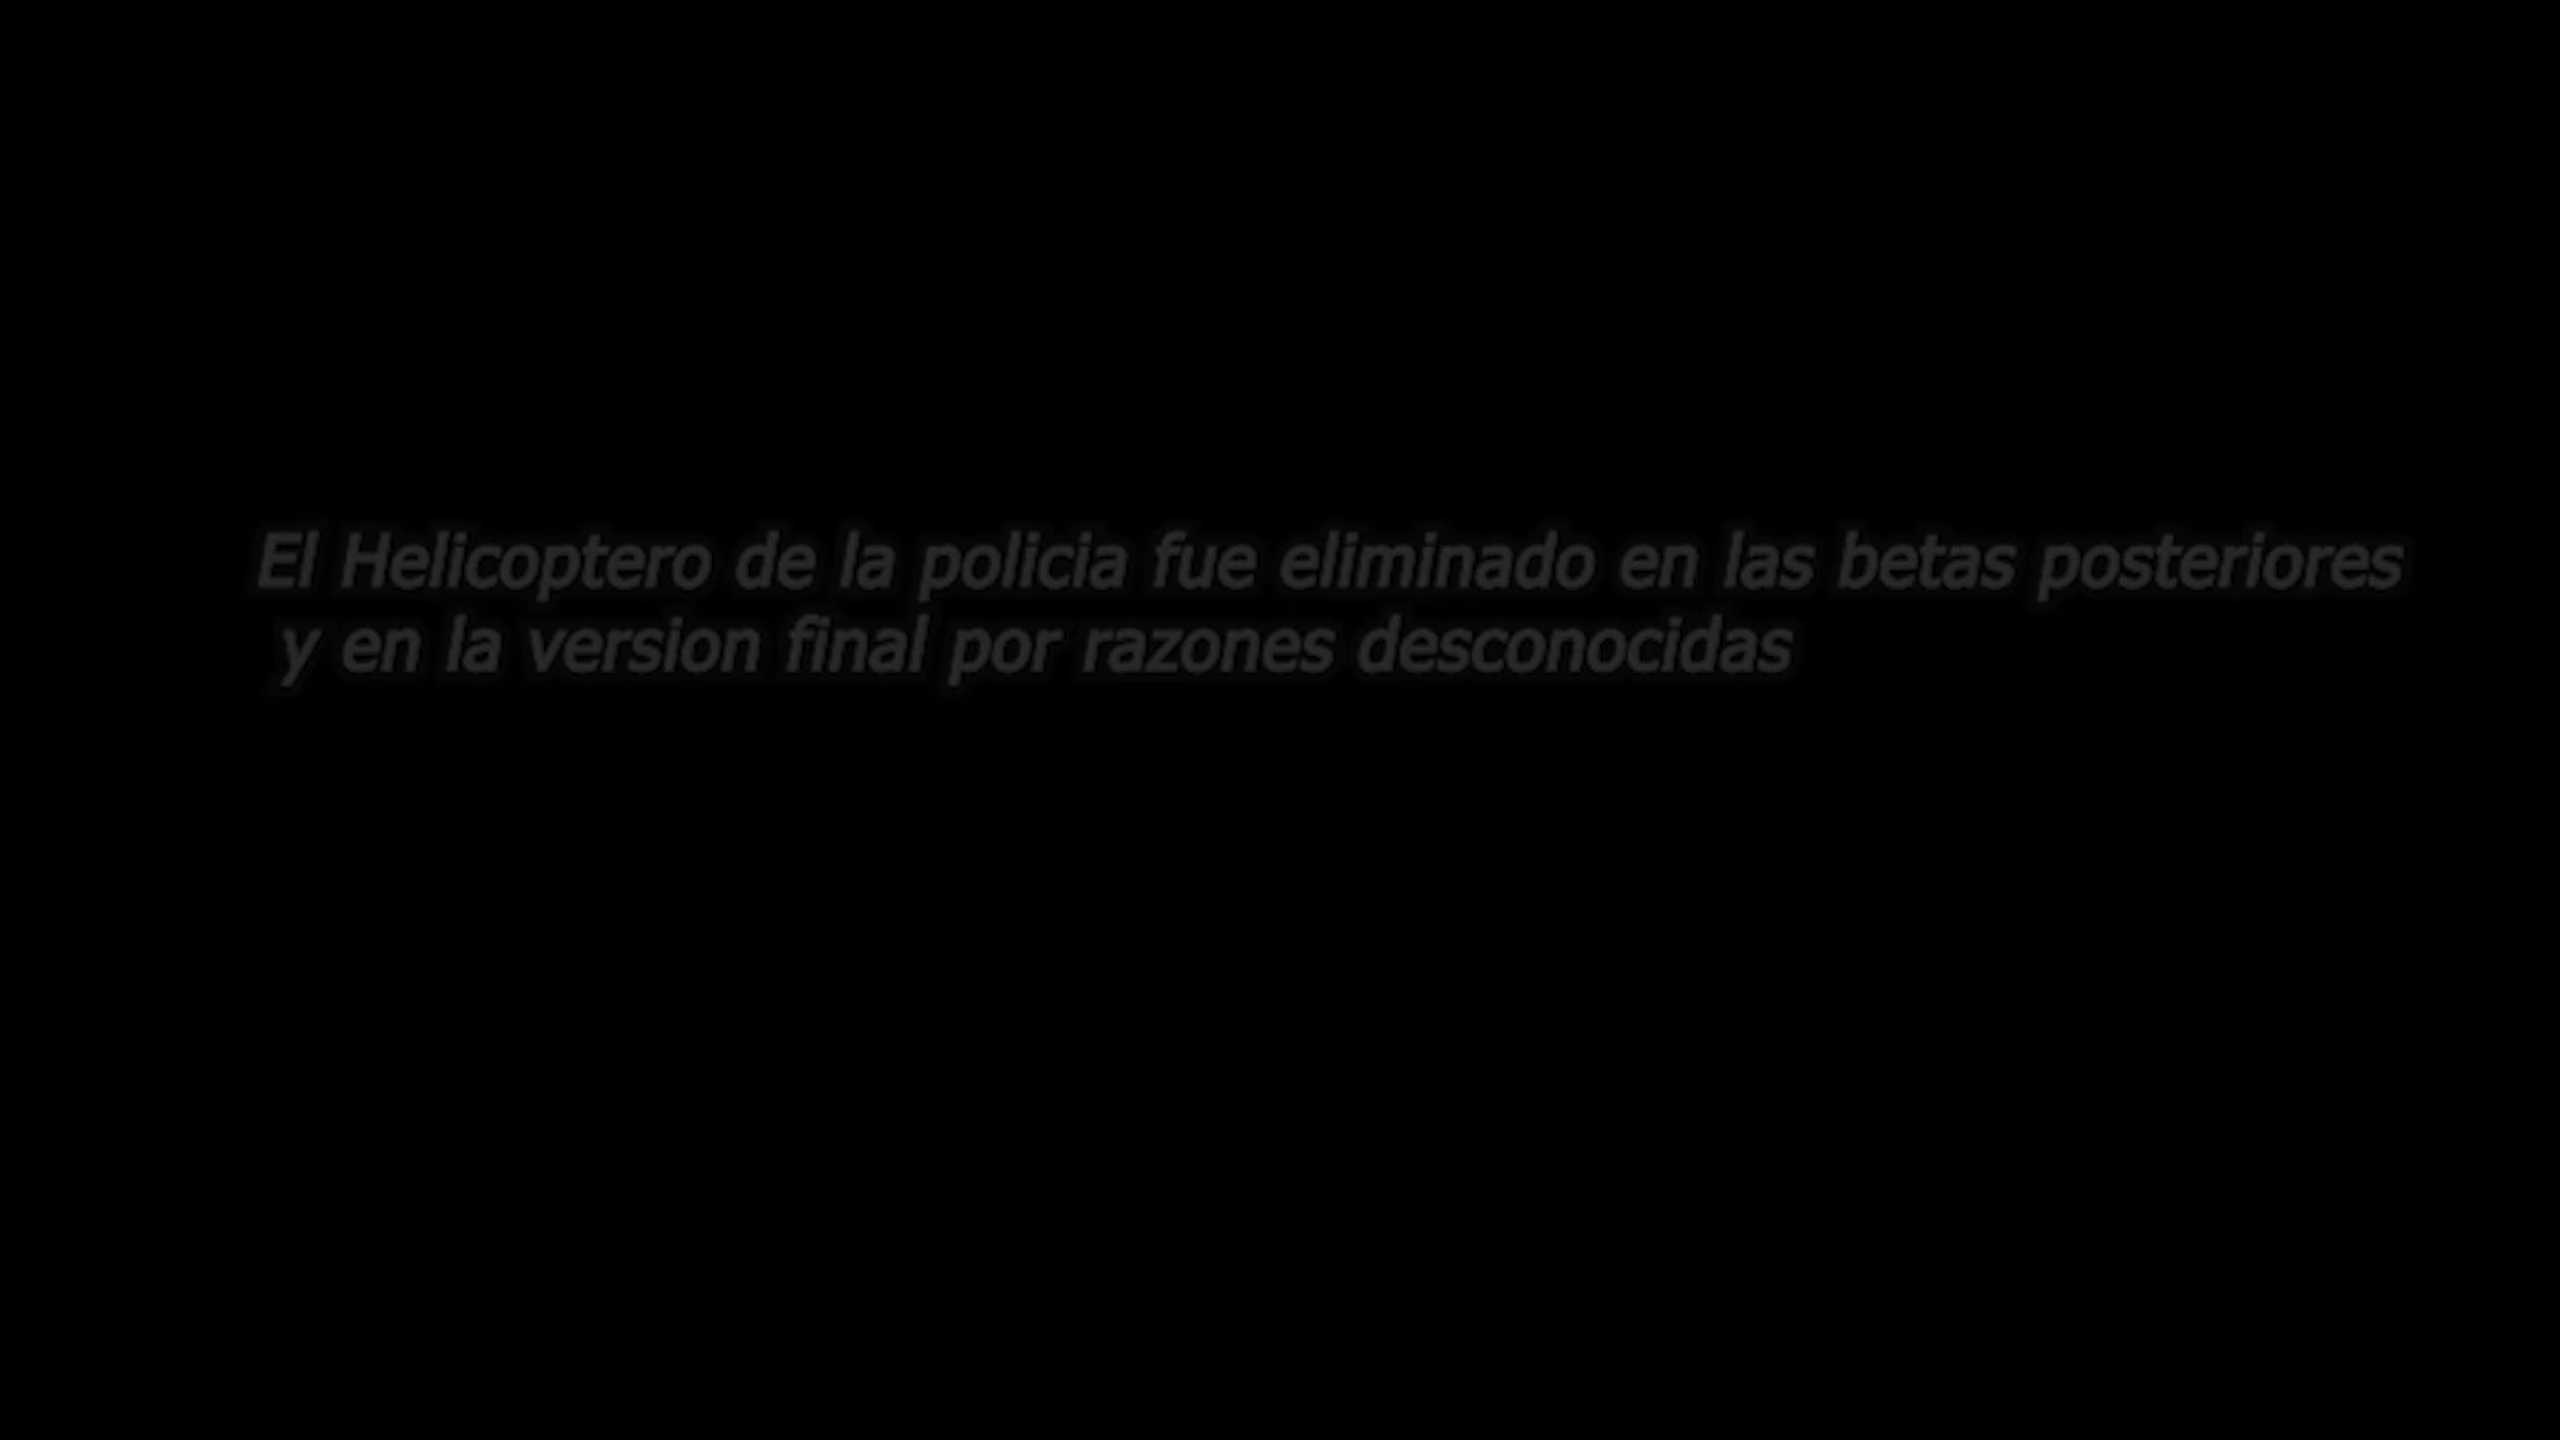 El Helicoptero de la policia fue eliminado en las betas posteriores
y en la version final por razones desconocidas